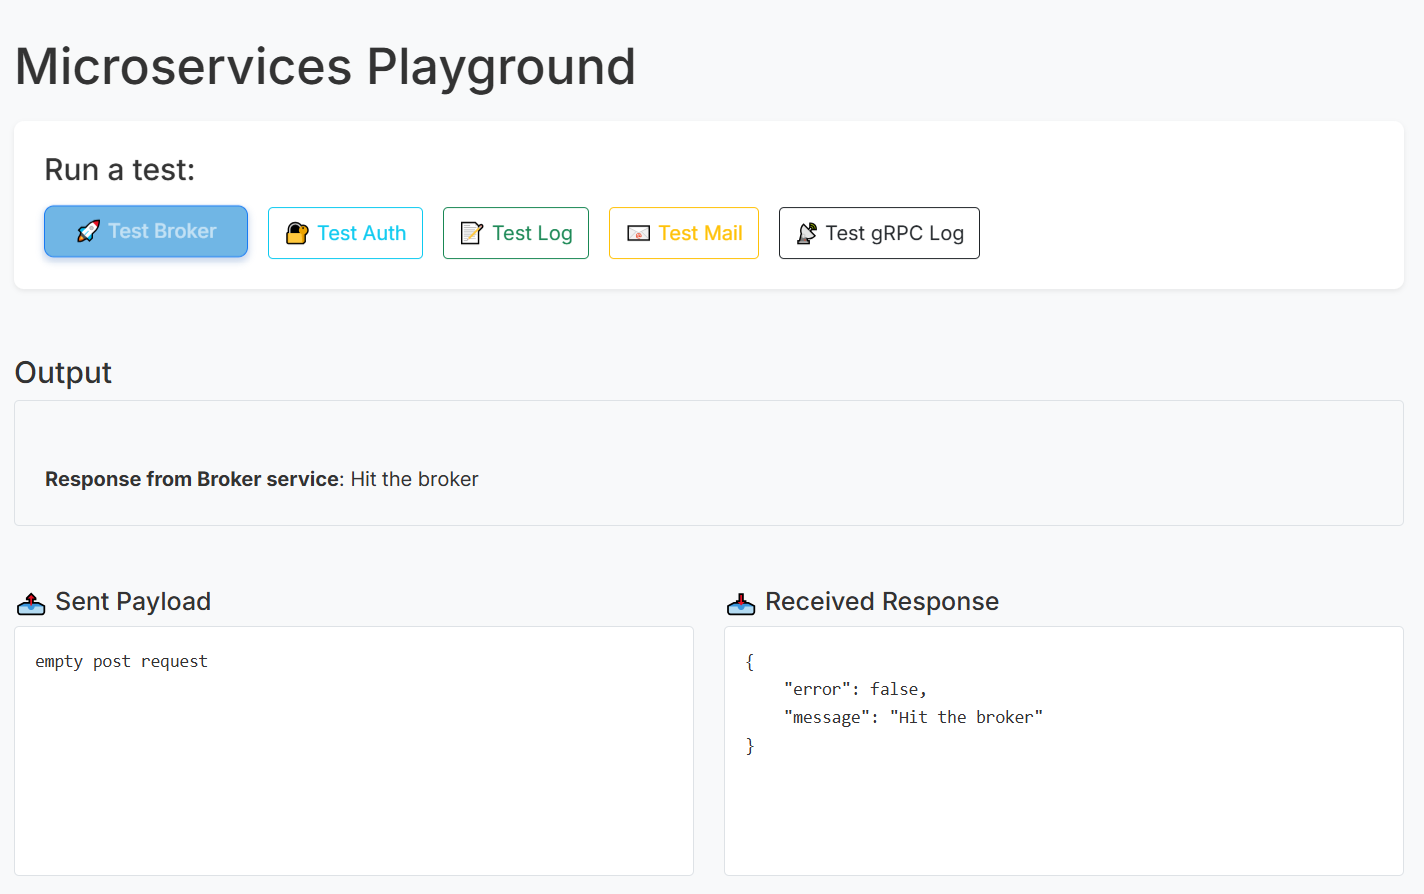 Microservices Playground
Run a test:
🚀 Test Broker
🔐 Test Auth
📝 Test Log
📧 Test Mail
📡 Test gRPC Log
Output
Response from Broker service: Hit the broker
📤 Sent Payload
empty post request
📥 Received Response
{
    "error": false,
    "message": "Hit the broker"
}